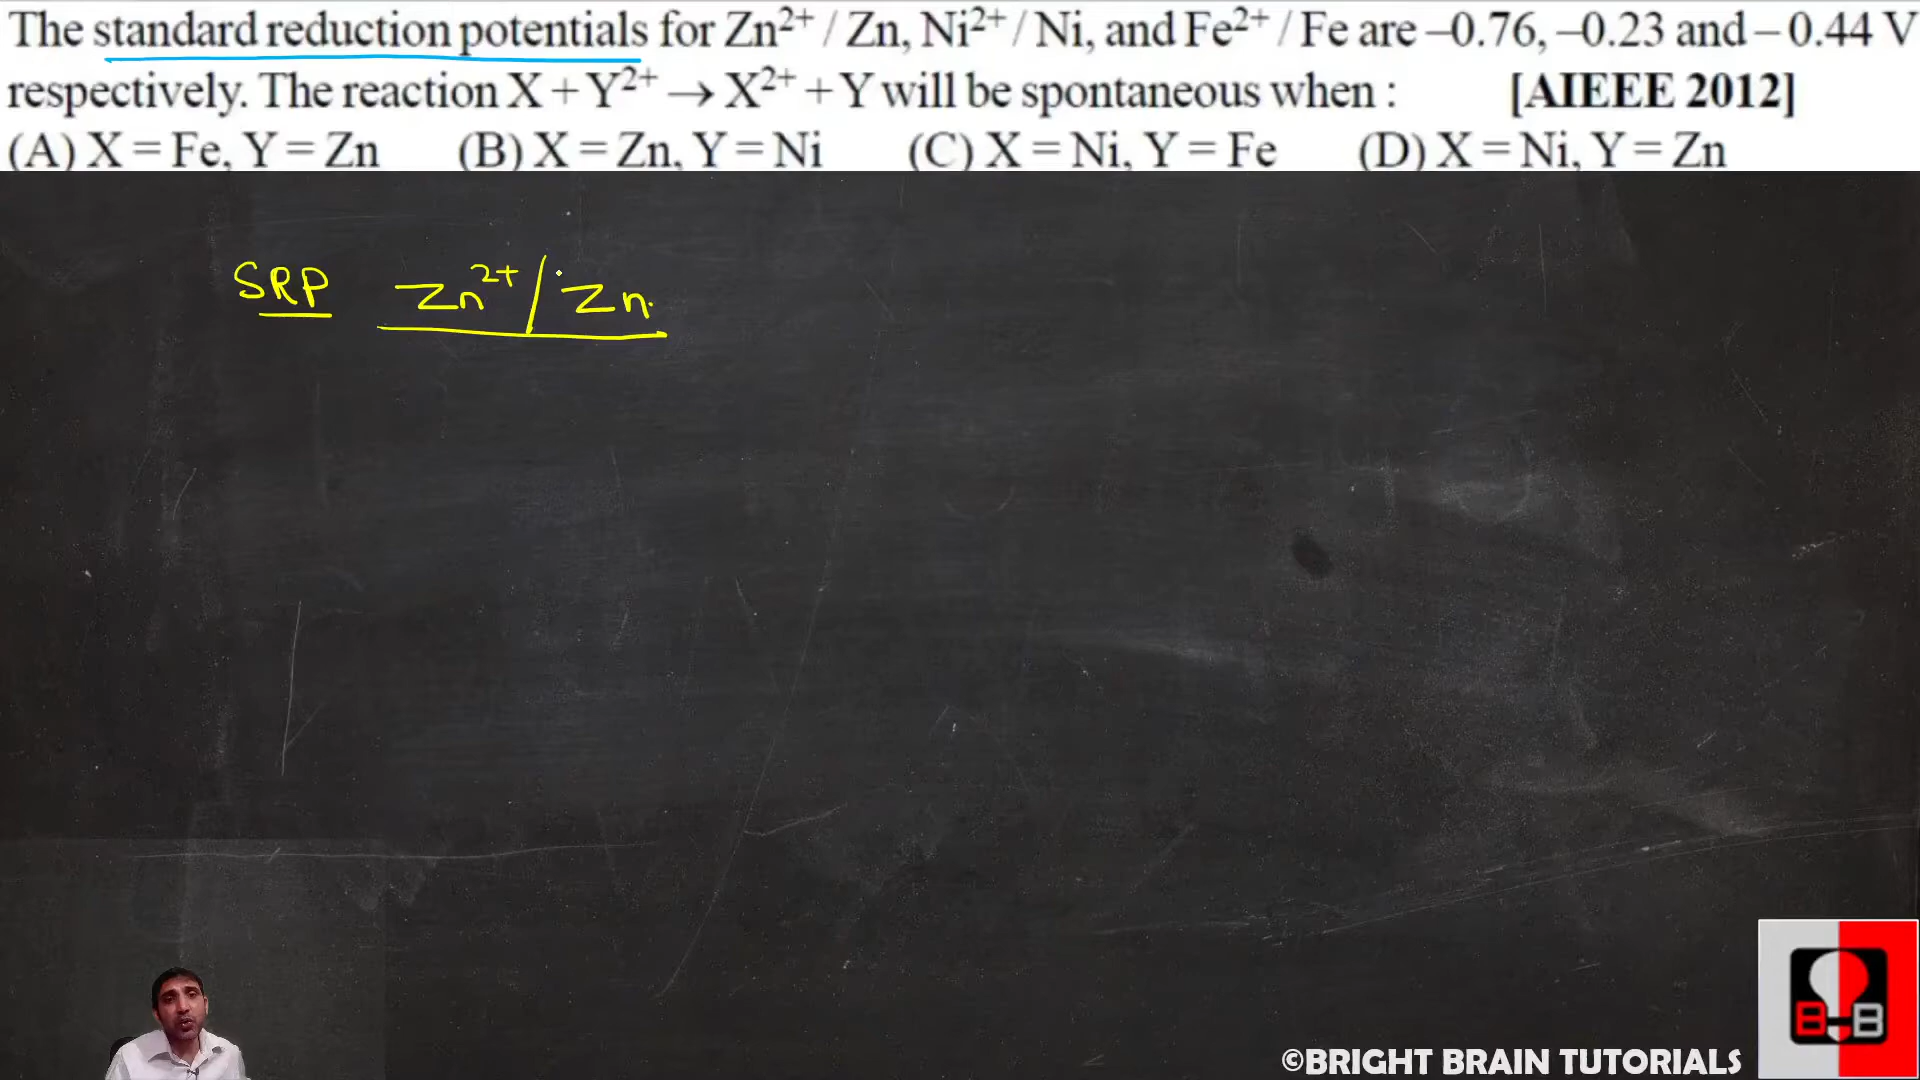 The standard reduction potentials for Zn²⁺ / Zn, Ni²⁺ / Ni, and Fe²⁺ / Fe are –0.76, –0.23 and – 0.44 V
respectively. The reaction X + Y²⁺ → X²⁺ + Y will be spontaneous when : [AIEEE 2012]
(A) X = Fe, Y = Zn (B) X = Zn, Y = Ni (C) X = Ni, Y = Fe (D) X = Ni, Y = Zn
SRP Zn²⁺/Zn
B B
©BRIGHT BRAIN TUTORIALS